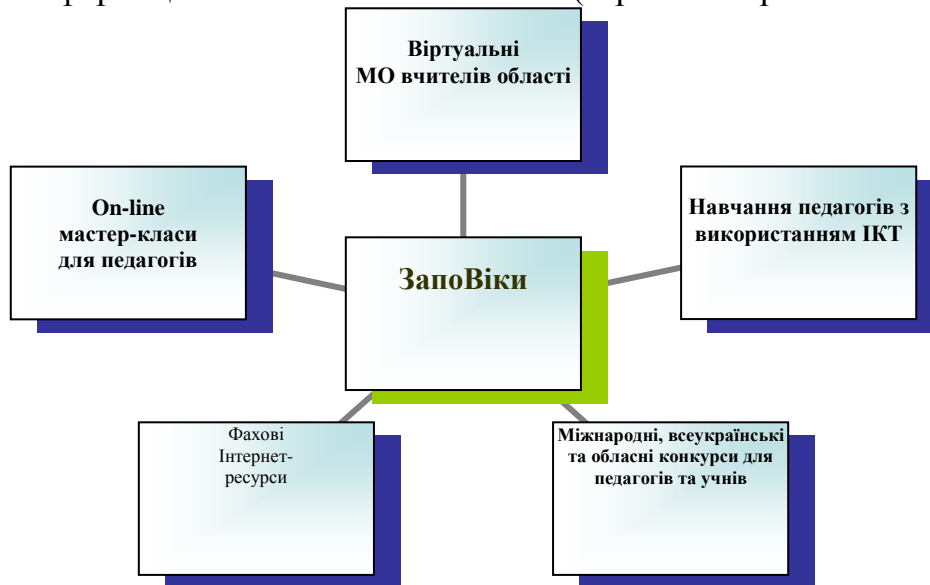 Віртуальні
МО вчителів області
On-line
мастер-класи
для педагогів
Навчання педагогів з
використанням ІКТ
ЗапоВіки
Фахові
Інтернет-
ресурси
Міжнародні, всеукраїнські
та обласні конкурси для
педагогів та учнів